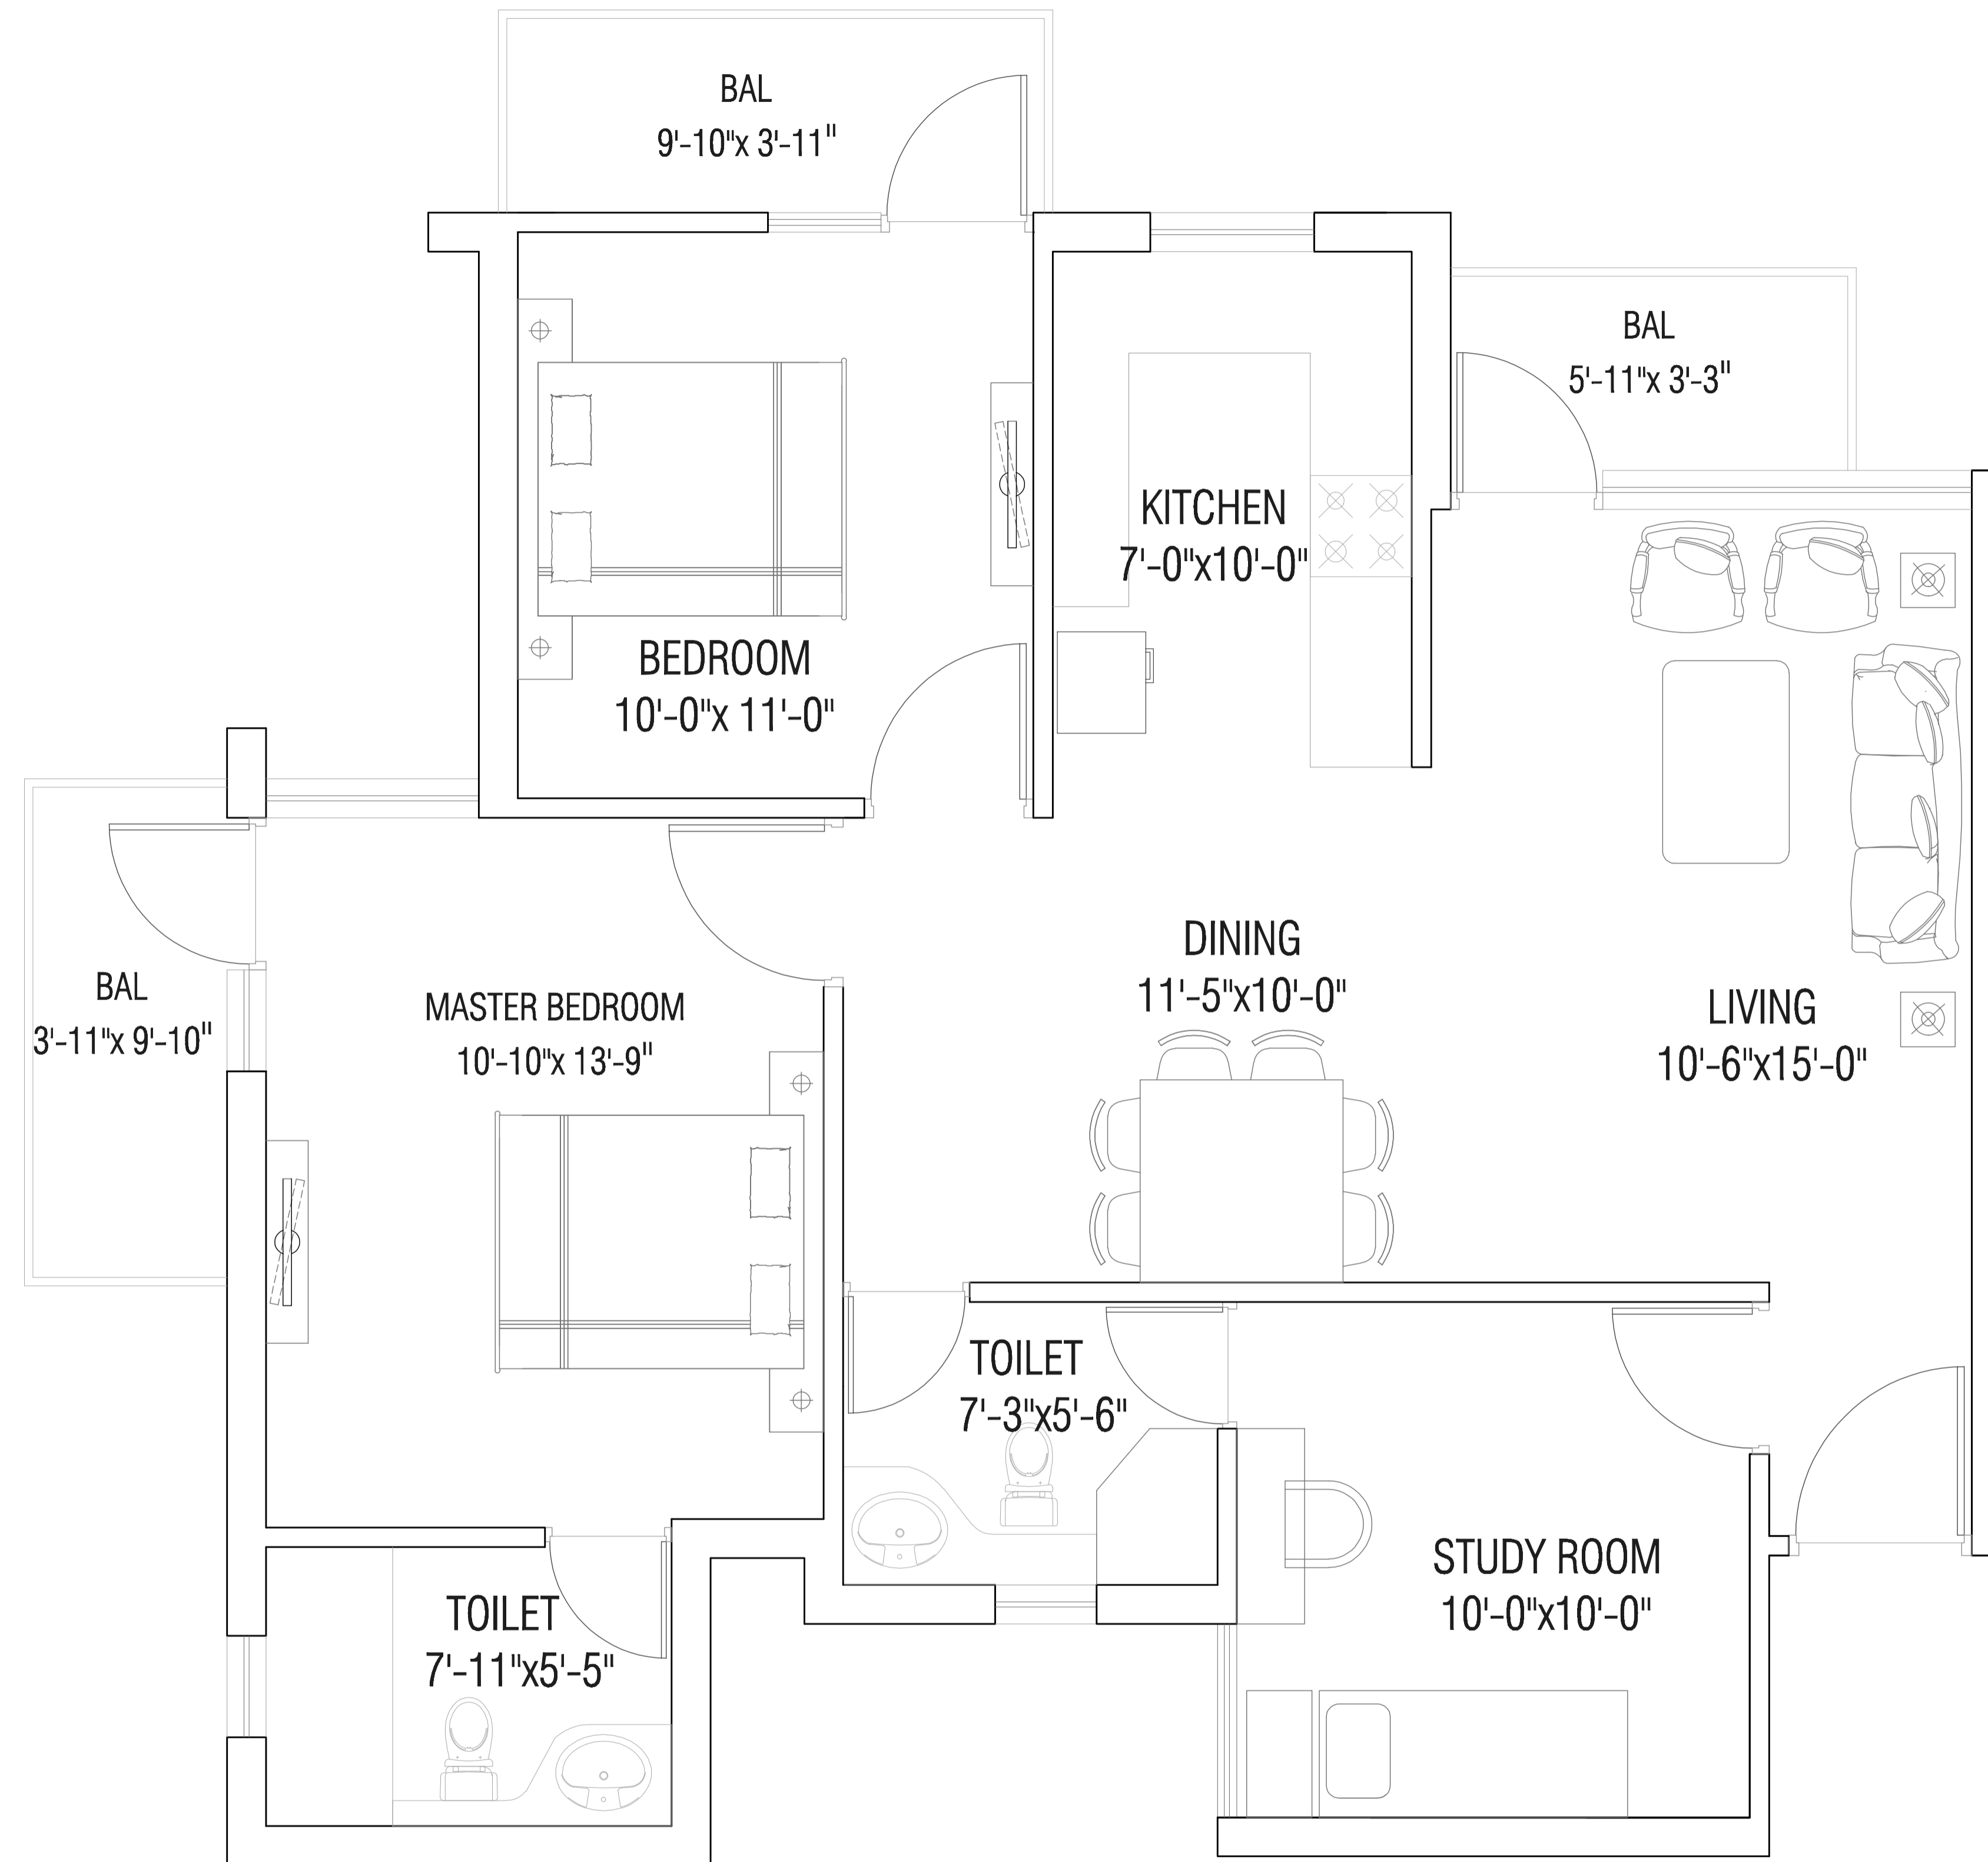 BAL
9'-10"x 3'-11"
BAL
5'-11"x 3'-3"
KITCHEN
7'-0"x10'-0"
BEDROOM
10'-0"x 11'-0"
DINING
11'-5"x10'-0"
BAL
3'-11"x 9'-10"
MASTER BEDROOM
10'-10"x 13'-9"
LIVING
10'-6"x15'-0"
TOILET
7'-3"x5'-6"
STUDY ROOM
10'-0"x10'-0"
TOILET
7'-11"x5'-5"